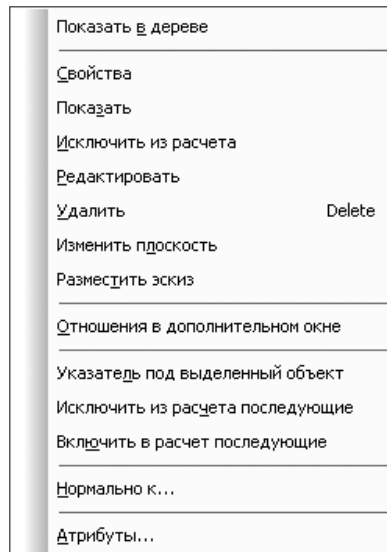 Показать в дереве
Свойства
Показать
Исключить из расчета
Редактировать
Удалить Delete
Изменить плоскость
Разместить эскиз
Отношения в дополнительном окне
Указатель под выделенный объект
Исключить из расчета последующие
Включить в расчет последующие
Нормально к...
Атрибуты...